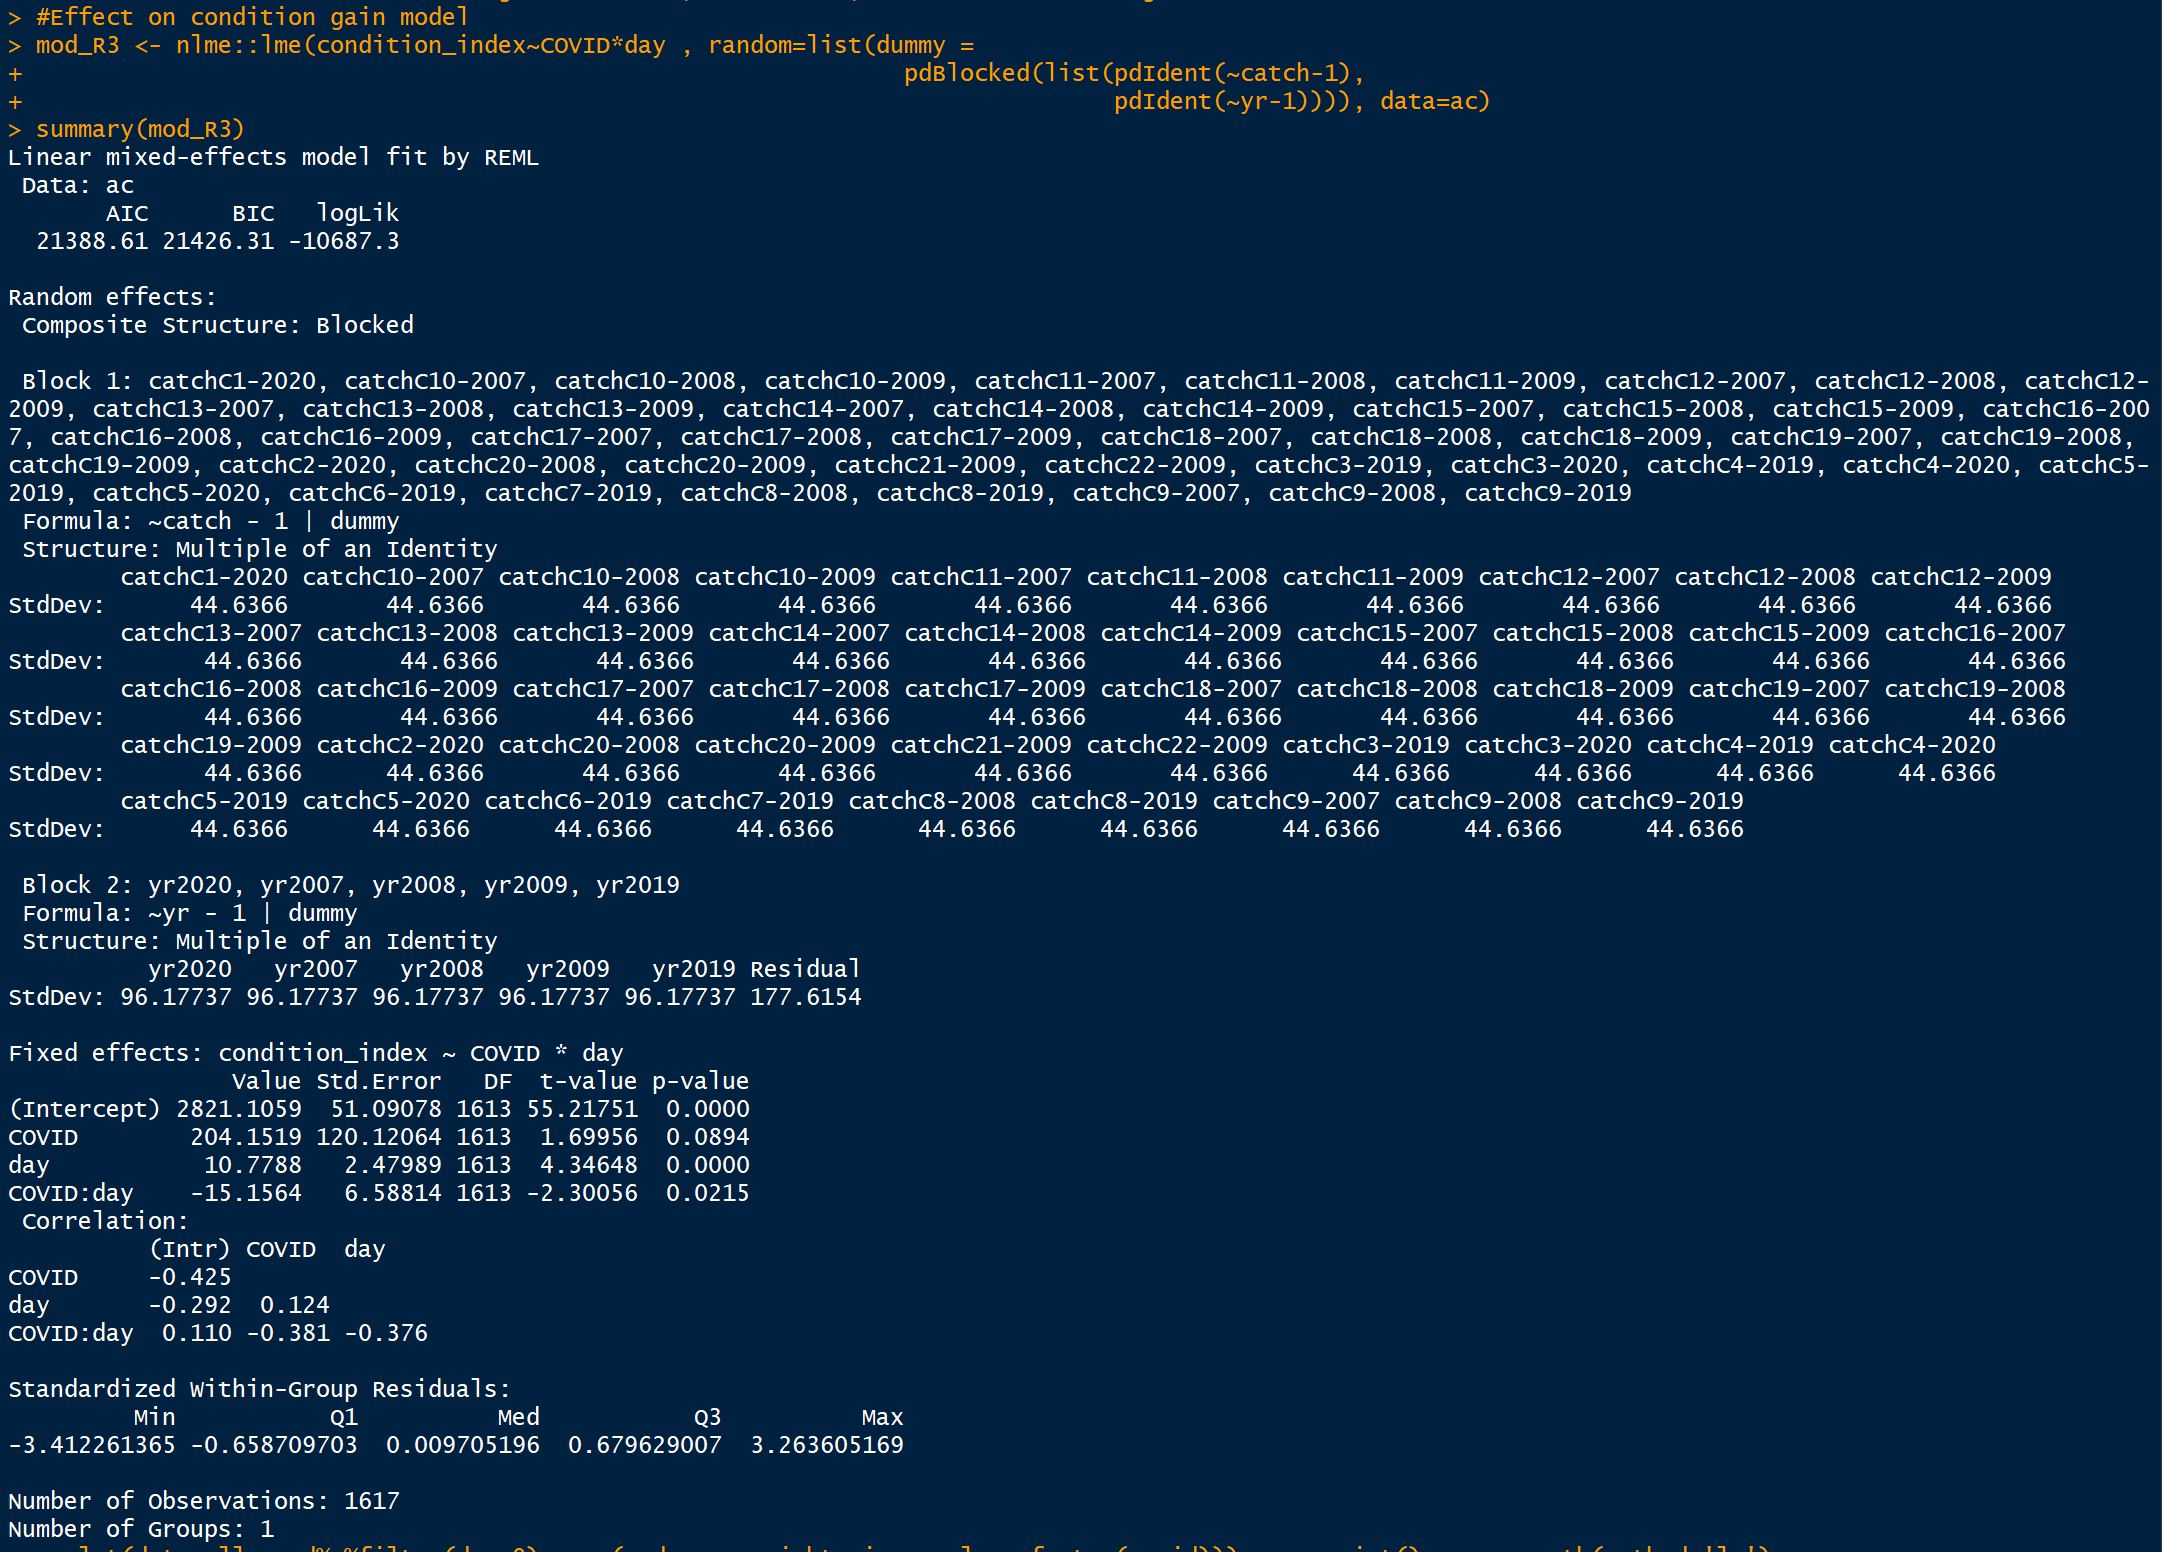 > #Effect on condition gain model
> mod_R3 <- nlme::lme(condition_index~COVID*day , random=list(dummy =
+ pdBlocked(list(pdIdent(~catch-1),
+ pdIdent(~yr-1)))), data=ac)
> summary(mod_R3)
Linear mixed-effects model fit by REML
Data: ac
AIC BIC logLik
21388.61 21426.31 -10687.3
Random effects:
Composite Structure: Blocked
Block 1: catchC1-2020, catchC10-2007, catchC10-2008, catchC10-2009, catchC11-2007, catchC11-2008, catchC11-2009, catchC12-2007, catchC12-2008, catchC12-
2009, catchC13-2007, catchC13-2008, catchC13-2009, catchC14-2007, catchC14-2008, catchC14-2009, catchC15-2007, catchC15-2008, catchC15-2009, catchC16-200
7, catchC16-2008, catchC16-2009, catchC17-2007, catchC17-2008, catchC17-2009, catchC18-2007, catchC18-2008, catchC18-2009, catchC19-2007, catchC19-2008,
catchC19-2009, catchC2-2020, catchC20-2008, catchC20-2009, catchC21-2009, catchC22-2009, catchC3-2019, catchC3-2020, catchC4-2019, catchC4-2020, catchC5-
2019, catchC5-2020, catchC6-2019, catchC7-2019, catchC8-2008, catchC8-2019, catchC9-2007, catchC9-2008, catchC9-2019
Formula: ~catch - 1 | dummy
Structure: Multiple of an Identity
catchC1-2020 catchC10-2007 catchC10-2008 catchC10-2009 catchC11-2007 catchC11-2008 catchC11-2009 catchC12-2007 catchC12-2008 catchC12-2009
StdDev: 44.6366 44.6366 44.6366 44.6366 44.6366 44.6366 44.6366 44.6366 44.6366 44.6366
catchC13-2007 catchC13-2008 catchC13-2009 catchC14-2007 catchC14-2008 catchC14-2009 catchC15-2007 catchC15-2008 catchC15-2009 catchC16-2007
StdDev: 44.6366 44.6366 44.6366 44.6366 44.6366 44.6366 44.6366 44.6366 44.6366 44.6366
catchC16-2008 catchC16-2009 catchC17-2007 catchC17-2008 catchC17-2009 catchC18-2007 catchC18-2008 catchC18-2009 catchC19-2007 catchC19-2008
StdDev: 44.6366 44.6366 44.6366 44.6366 44.6366 44.6366 44.6366 44.6366 44.6366 44.6366
catchC19-2009 catchC2-2020 catchC20-2008 catchC20-2009 catchC21-2009 catchC22-2009 catchC3-2019 catchC3-2020 catchC4-2019 catchC4-2020
StdDev: 44.6366 44.6366 44.6366 44.6366 44.6366 44.6366 44.6366 44.6366 44.6366 44.6366
catchC5-2019 catchC5-2020 catchC6-2019 catchC7-2019 catchC8-2008 catchC8-2019 catchC9-2007 catchC9-2008 catchC9-2019
StdDev: 44.6366 44.6366 44.6366 44.6366 44.6366 44.6366 44.6366 44.6366 44.6366
Block 2: yr2020, yr2007, yr2008, yr2009, yr2019
Formula: ~yr - 1 | dummy
Structure: Multiple of an Identity
yr2020 yr2007 yr2008 yr2009 yr2019 Residual
StdDev: 96.17737 96.17737 96.17737 96.17737 96.17737 177.6154
Fixed effects: condition_index ~ COVID * day
Value Std.Error DF t-value p-value
(Intercept) 2821.1059 51.09078 1613 55.21751 0.0000
COVID 204.1519 120.12064 1613 1.69956 0.0894
day 10.7788 2.47989 1613 4.34648 0.0000
COVID:day -15.1564 6.58814 1613 -2.30056 0.0215
Correlation:
(Intr) COVID day
COVID -0.425
day -0.292 0.124
COVID:day 0.110 -0.381 -0.376
Standardized Within-Group Residuals:
Min Q1 Med Q3 Max
-3.412261365 -0.658709703 0.009705196 0.679629007 3.263605169
Number of Observations: 1617
Number of Groups: 1